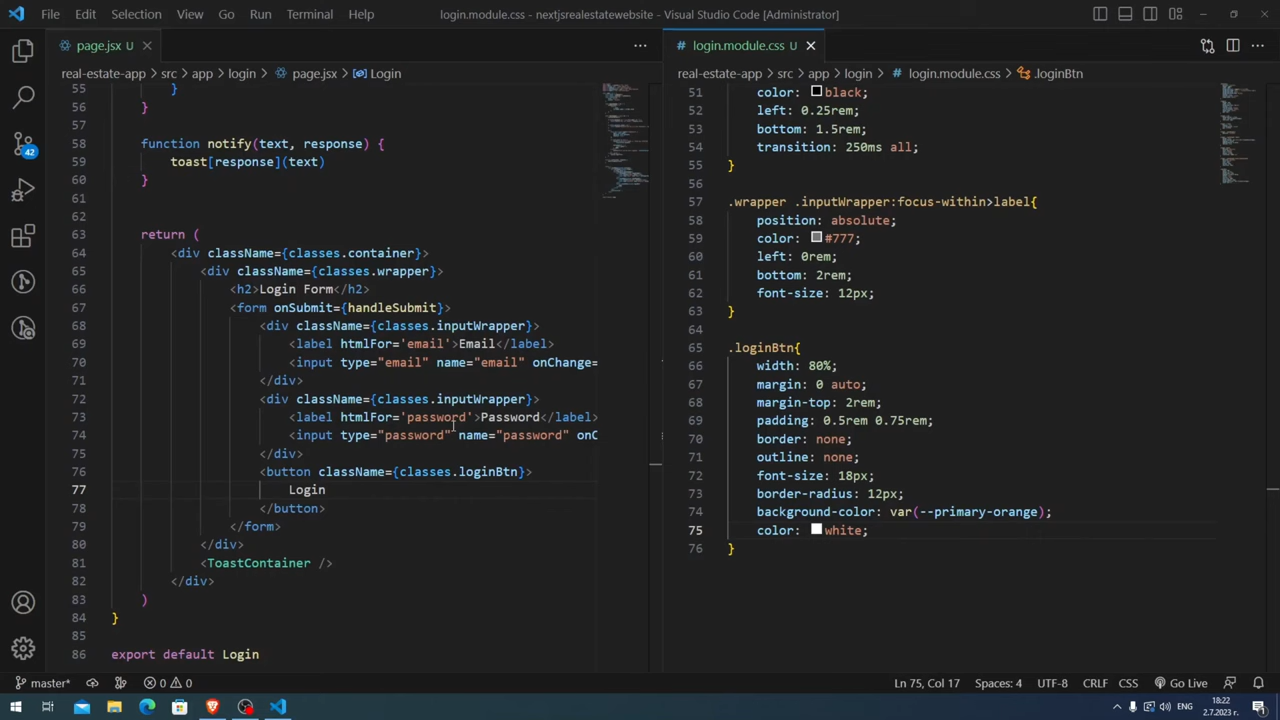 File Edit Selection View Go Run Terminal Help
login.module.css - nextjsrealestatewebsite - Visual Studio Code [Administrator]
page.jsx U
real-estate-app > src > app > login > page.jsx > Login
55 }
56 }
57
58 function notify(text, response) {
59 toast[response](text)
60 }
61
62
63 return (
64 <div className={classes.container}>
65 <div className={classes.wrapper}>
66 <h2>Login Form</h2>
67 <form onSubmit={handleSubmit}>
68 <div className={classes.inputWrapper}>
69 <label htmlFor='email'>Email</label>
70 <input type="email" name="email" onChange=
71 </div>
72 <div className={classes.inputWrapper}>
73 <label htmlFor='password'>Password</label>
74 <input type="password" name="password" onC
75 </div>
76 <button className={classes.loginBtn}>
77 Login
78 </button>
79 </form>
80 </div>
81 <ToastContainer />
82 </div>
83 )
84 }
85
86 export default Login
login.module.css U
real-estate-app > src > app > login > login.module.css > .loginBtn
51 color: black;
52 left: 0.25rem;
53 bottom: 1.5rem;
54 transition: 250ms all;
55 }
56
57 .wrapper .inputWrapper:focus-within>label{
58 position: absolute;
59 color: #777;
60 left: 0rem;
61 bottom: 2rem;
62 font-size: 12px;
63 }
64
65 .loginBtn{
66 width: 80%;
67 margin: 0 auto;
68 margin-top: 2rem;
69 padding: 0.5rem 0.75rem;
70 border: none;
71 outline: none;
72 font-size: 18px;
73 border-radius: 12px;
74 background-color: var(--primary-orange);
75 color: white;
76 }
42
master* 0 0
Ln 75, Col 17 Spaces: 4 UTF-8 CRLF CSS Go Live
ENG 18:22
2.7.2023 г.